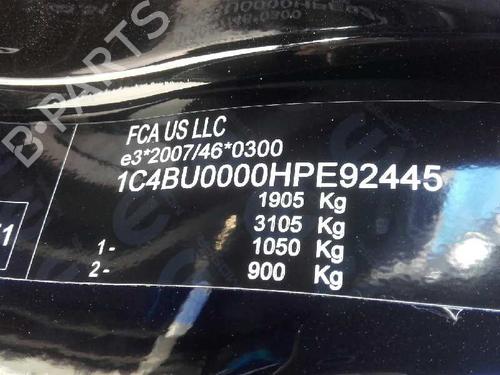 B-PARTS
FCA US LLC
e3*2007/46*0300
1C4BU0000HPE92445
1905 Kg
3105 Kg
1- 1050 Kg
2- 900 Kg